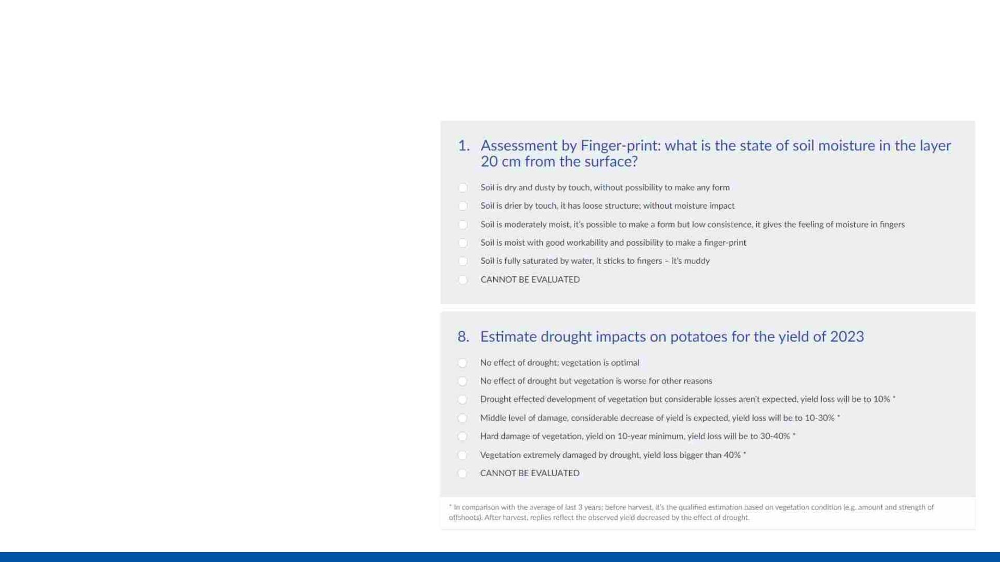 1. Assessment by Finger-print: what is the state of soil moisture in the layer
20 cm from the surface?
Soil is dry and dusty by touch, without possibility to make any form
Soil is drier by touch, it has loose structure; without moisture impact
Soil is moderately moist, it's possible to make a form but low consistence, it gives the feeling of moisture in fingers
Soil is moist with good workability and possibility to make a finger-print
Soil is fully saturated by water, it sticks to fingers – it's muddy
CANNOT BE EVALUATED
8. Estimate drought impacts on potatoes for the yield of 2023
No effect of drought; vegetation is optimal
No effect of drought but vegetation is worse for other reasons
Drought effected development of vegetation but considerable losses aren't expected, yield loss will be to 10% *
Middle level of damage, considerable decrease of yield is expected, yield loss will be to 10-30% *
Hard damage of vegetation, yield on 10-year minimum, yield loss will be to 30-40% *
Vegetation extremely damaged by drought, yield loss bigger than 40% *
CANNOT BE EVALUATED
* In comparison with the average of last 3 years; before harvest, it's the qualified estimation based on vegetation condition (e.g. amount and strength of
offshoots). After harvest, replies reflect the observed yield decreased by the effect of drought.